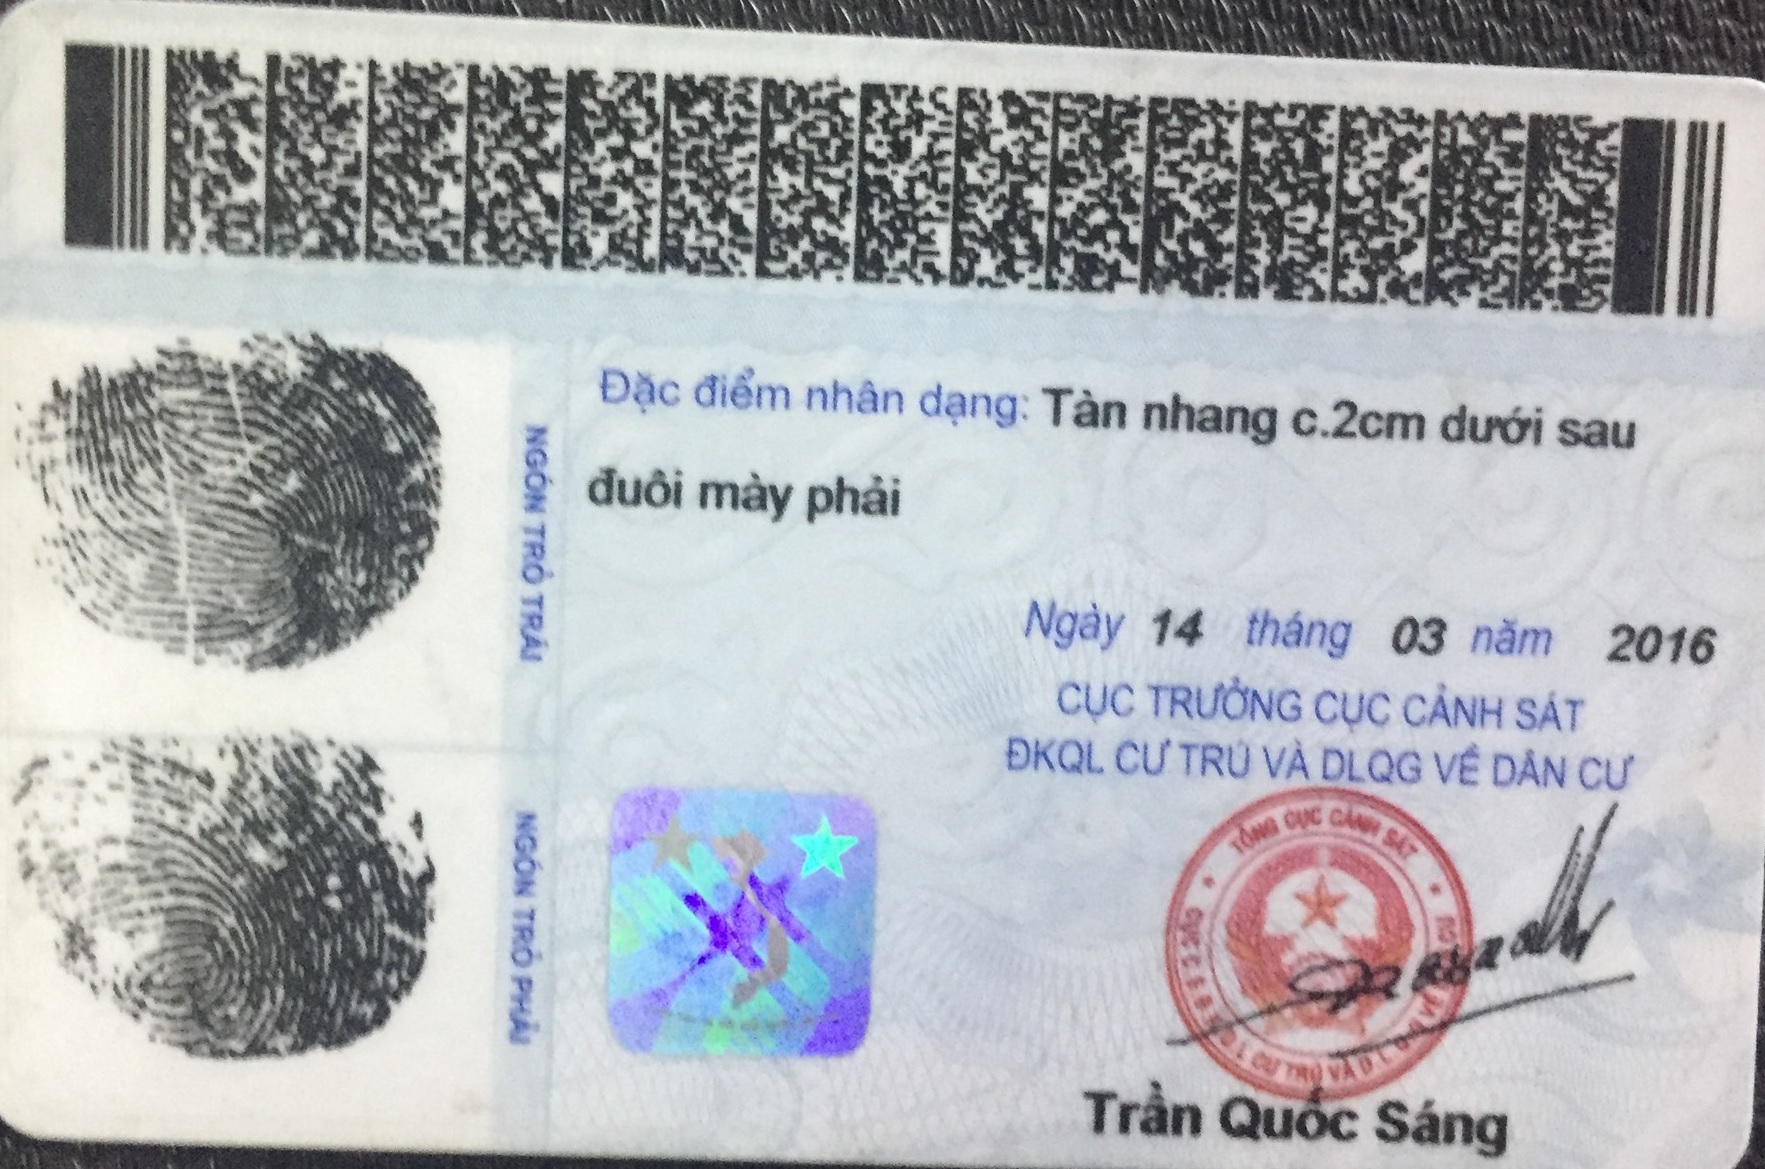 Đặc điểm nhân dạng: Tàn nhang c.2cm dưới sau
đuôi mày phải
NGÓN TRỎ TRÁI
NGÓN TRỎ PHẢI
Ngày 14 tháng 03 năm 2016
CỤC TRƯỞNG CỤC CẢNH SÁT
ĐKQL CƯ TRÚ VÀ DLQG VỀ DÂN CƯ
TỔNG CỤC CẢNH SÁT
CƯ TRÚ VÀ
Trần Quốc Sáng